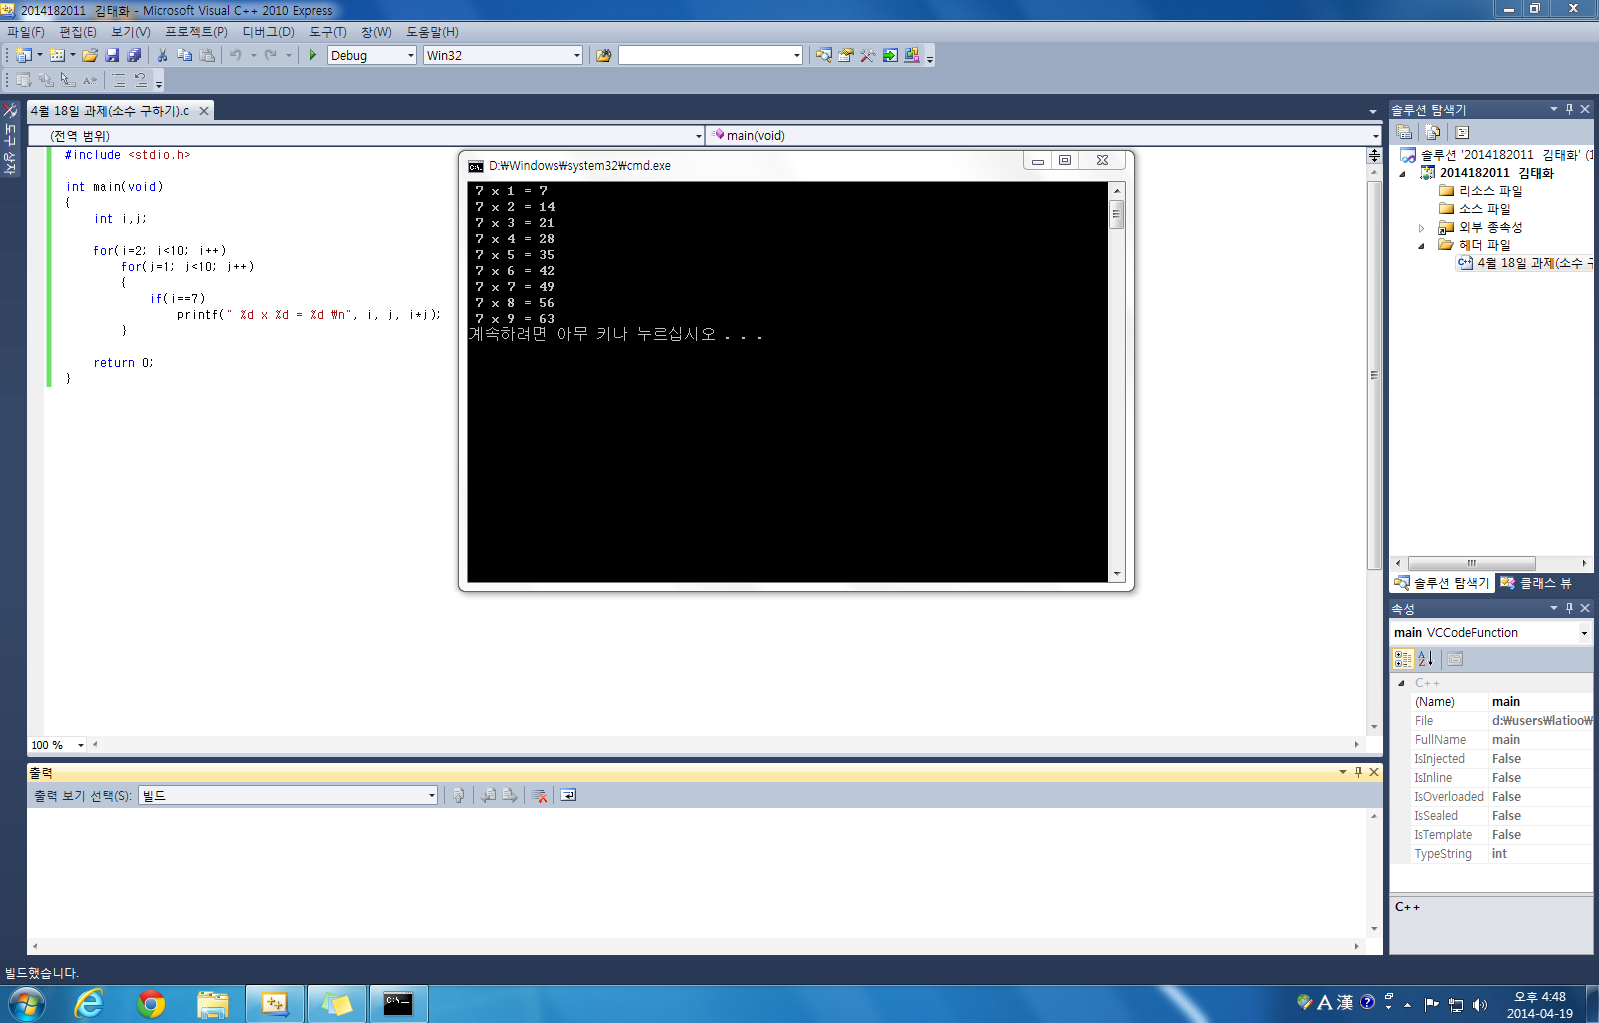 2014182011 김태화 - Microsoft Visual C++ 2010 Express
파일(F) 편집(E) 보기(V) 프로젝트(P) 디버그(D) 도구(T) 창(W) 도움말(H)
Debug Win32
도구 상자
4월 18일 과제(소수 구하기).c
(전역 범위) main(void)
#include <stdio.h>
int main(void)
{
int i,j;
for(i=2; i<10; i++)
for(j=1; j<10; j++)
{
if(i==7)
printf(" %d x %d = %d ₩n", i, j, i*j);
}
return 0;
}
100 %
D:₩Windows₩system32₩cmd.exe
7 x 1 = 7
7 x 2 = 14
7 x 3 = 21
7 x 4 = 28
7 x 5 = 35
7 x 6 = 42
7 x 7 = 49
7 x 8 = 56
7 x 9 = 63
계속하려면 아무 키나 누르십시오 . . .
솔루션 탐색기
솔루션 '2014182011 김태화' (1
2014182011 김태화
리소스 파일
소스 파일
외부 종속성
헤더 파일
4월 18일 과제(소수 구
솔루션 탐색기 클래스 뷰
속성
main VCCodeFunction
C++
(Name) main
File d:₩users₩latioo₩
FullName main
IsInjected False
IsInline False
IsOverloaded False
IsSealed False
IsTemplate False
TypeString int
C++
출력
출력 보기 선택(S): 빌드
빌드했습니다.
A 漢
오후 4:48
2014-04-19